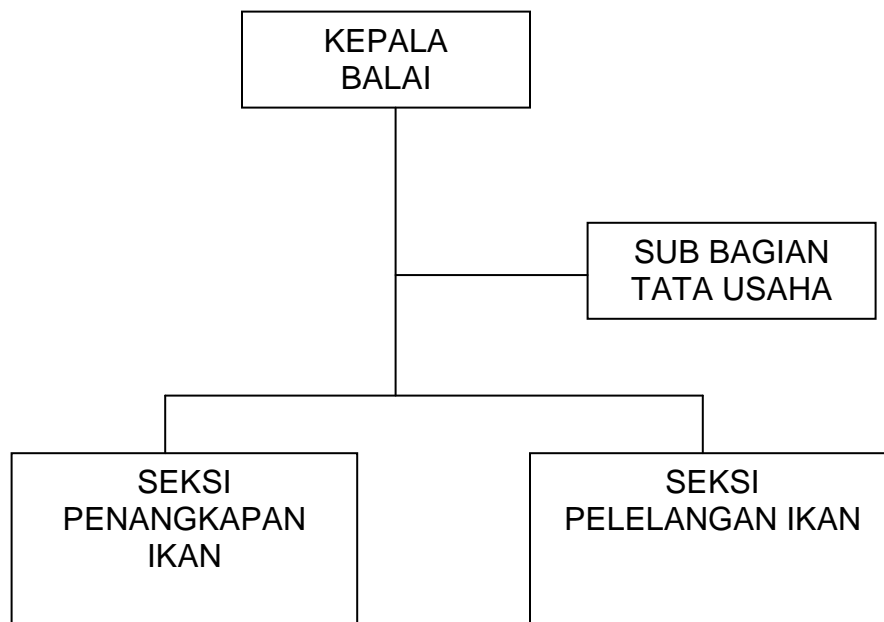 KEPALA
BALAI
SUB BAGIAN
TATA USAHA
SEKSI
PENANGKAPAN
IKAN
SEKSI
PELELANGAN IKAN